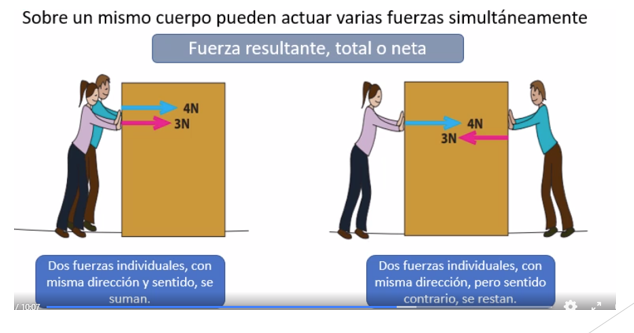 Sobre un mismo cuerpo pueden actuar varias fuerzas simultáneamente
Fuerza resultante, total o neta
4N
3N
4N
3N
Dos fuerzas individuales, con
misma dirección y sentido, se
suman.
Dos fuerzas individuales, con
misma dirección, pero sentido
contrario, se restan.
/ 10:07